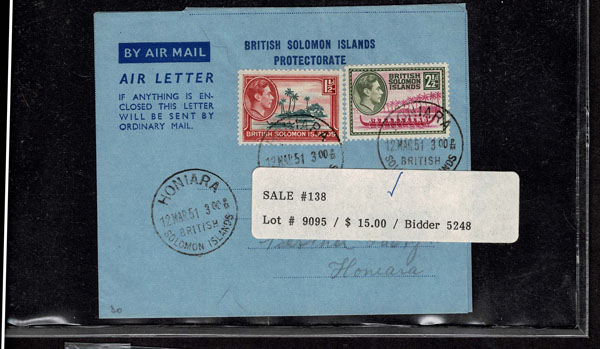 BY AIR MAIL
AIR LETTER
IF ANYTHING IS EN-
CLOSED THIS LETTER
WILL BE SENT BY
ORDINARY MAIL.
BRITISH SOLOMON ISLANDS
PROTECTORATE
1½D
BRITISH SOLOMON ISLANDS
BRITISH
SOLOMON
ISLANDS
2½D
HONIARA
12 MAR 51 3 00
BRITISH
SOLOMON ISLANDS
12 MAR 51 3 00
12 MAR 51 3 00
BRITISH
SALE #138
Lot # 9095 / $ 15.00 / Bidder 5248
Honiara
30